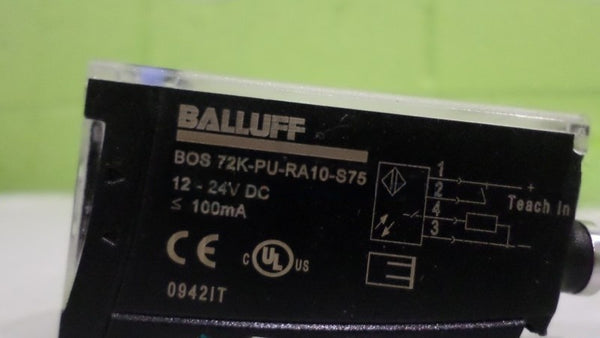 BALLUFF
BOS 72K-PU-RA10-S75
12 - 24V DC
≤ 100mA
1
+
2
Teach In
4
3
—
CE
c UL US
0942IT